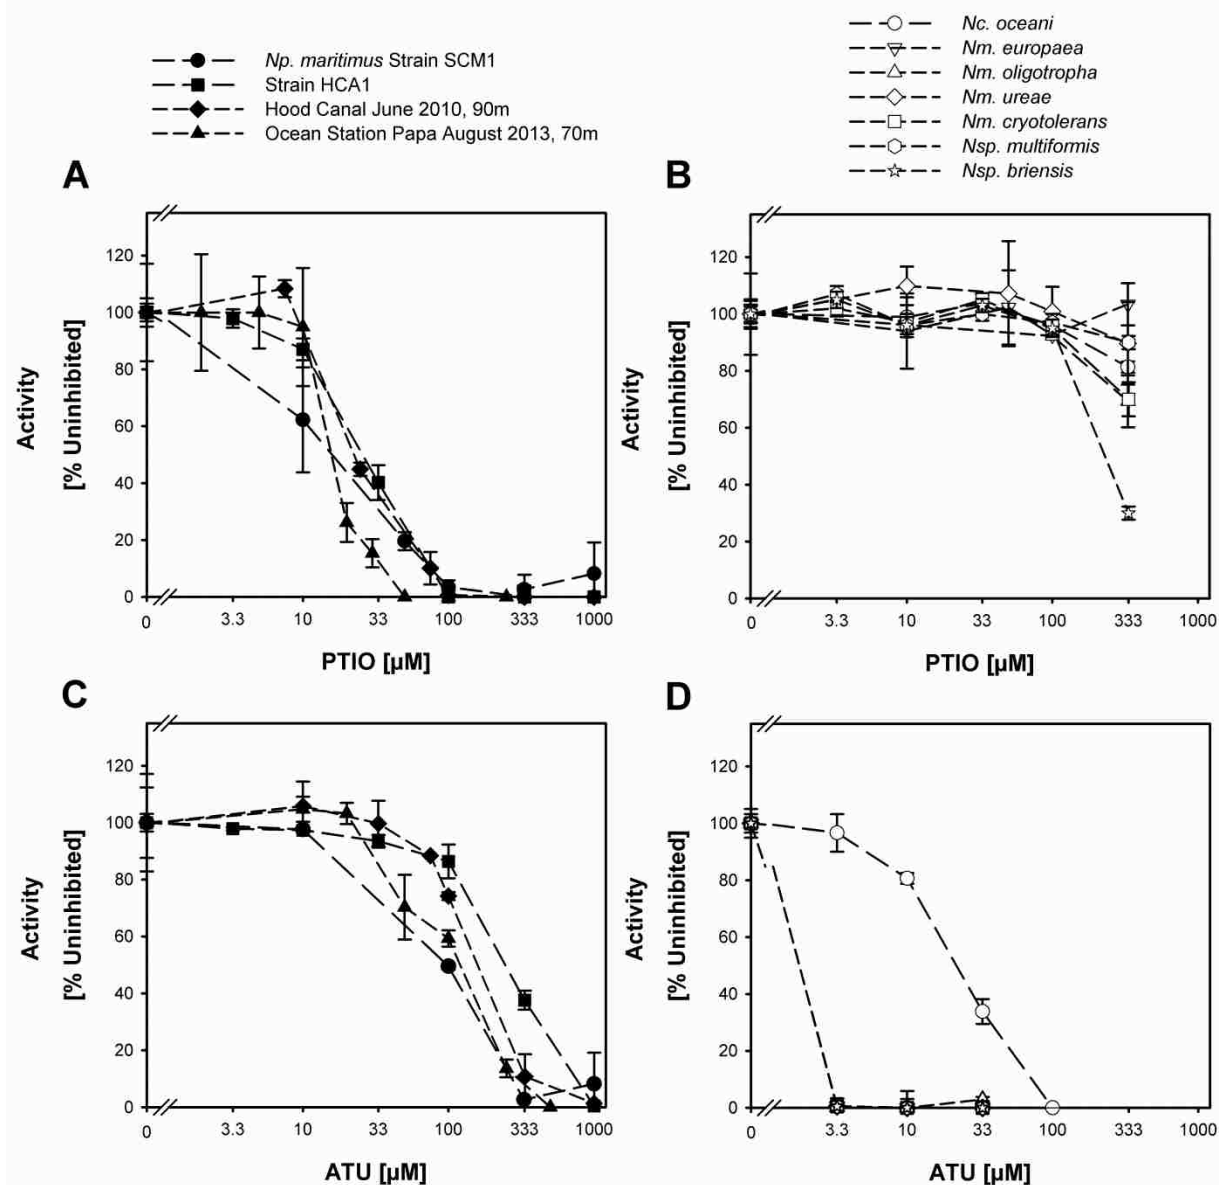 Np. maritimus Strain SCM1
Strain HCA1
Hood Canal June 2010, 90m
Ocean Station Papa August 2013, 70m
Nc. oceani
Nm. europaea
Nm. oligotropha
Nm. ureae
Nm. cryotolerans
Nsp. multiformis
Nsp. briensis
A
120
100
80
60
40
20
0
Activity
[% Uninhibited]
0 3.3 10 33 100 333 1000
PTIO [µM]
B
120
100
80
60
40
20
0
Activity
[% Uninhibited]
0 3.3 10 33 100 333 1000
PTIO [µM]
C
120
100
80
60
40
20
0
Activity
[% Uninhibited]
0 3.3 10 33 100 333 1000
ATU [µM]
D
120
100
80
60
40
20
0
Activity
[% Uninhibited]
0 3.3 10 33 100 333 1000
ATU [µM]